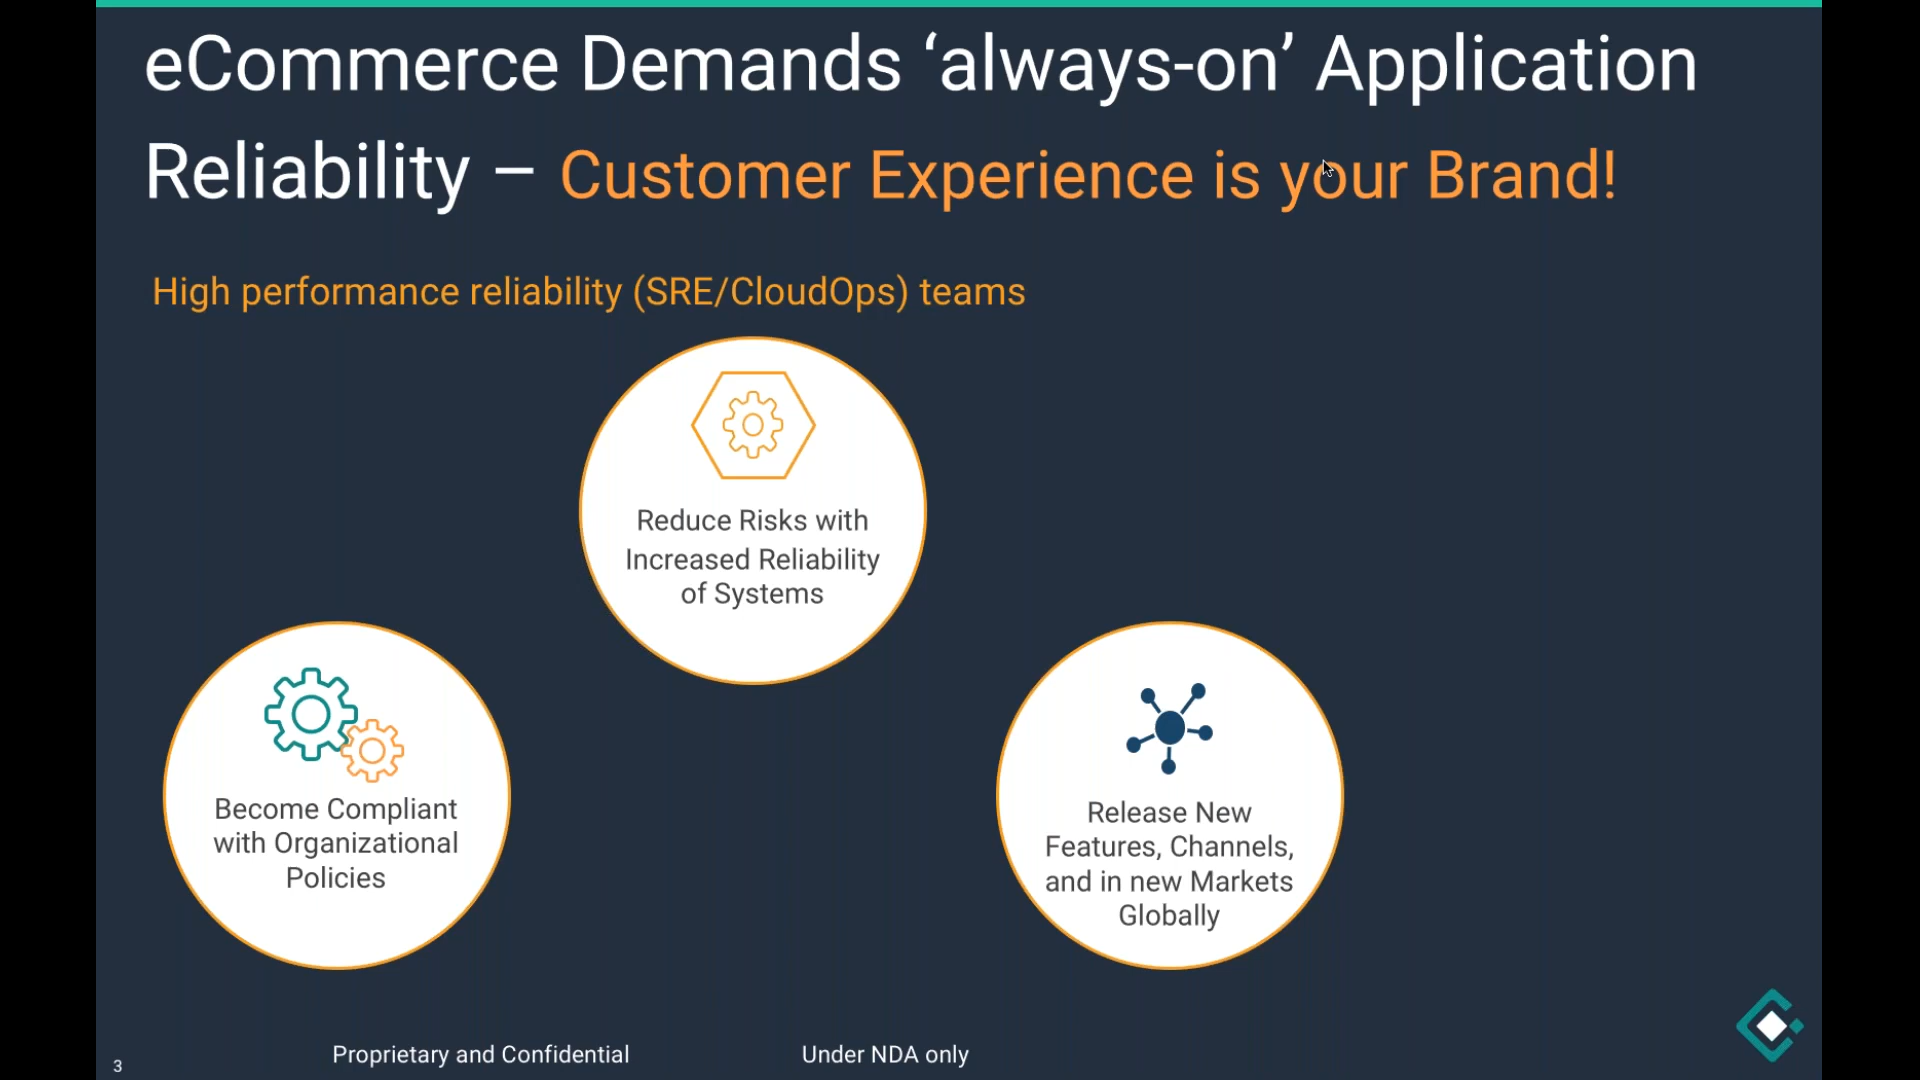 eCommerce Demands ‘always-on’ Application
Reliability – Customer Experience is your Brand!
High performance reliability (SRE/CloudOps) teams
Reduce Risks with
Increased Reliability
of Systems
Become Compliant
with Organizational
Policies
Release New
Features, Channels,
and in new Markets
Globally
3
Proprietary and Confidential
Under NDA only